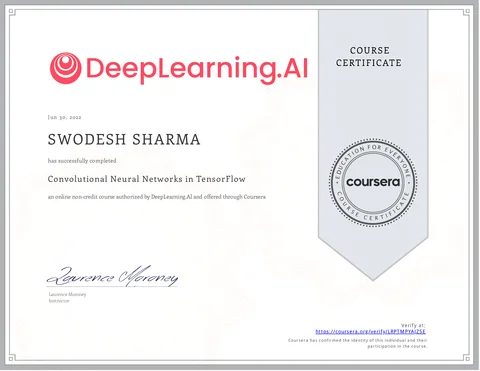 DeepLearning.AI
COURSE
CERTIFICATE
Jun 30, 2022
SWODESH SHARMA
has successfully completed
Convolutional Neural Networks in TensorFlow
an online non-credit course authorized by DeepLearning.AI and offered through Coursera
EDUCATION FOR EVERYONE
coursera
COURSE CERTIFICATE
Laurence Moroney
Laurence Moroney
Instructor
Verify at:
https://coursera.org/verify/LRPTMPYAIZSE
Coursera has confirmed the identity of this individual and their
participation in the course.